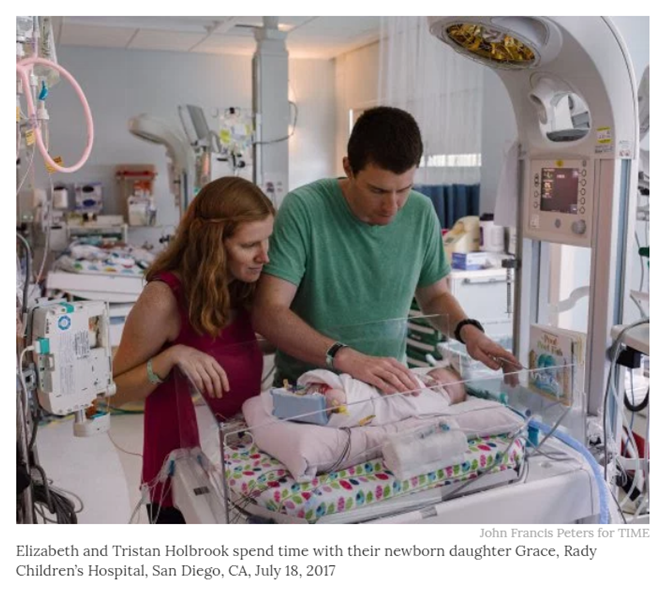 John Francis Peters for TIME
Elizabeth and Tristan Holbrook spend time with their newborn daughter Grace, Rady
Children's Hospital, San Diego, CA, July 18, 2017